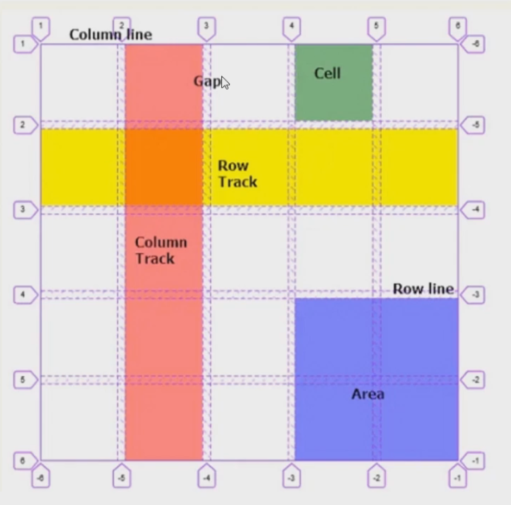 1 2 3 4 5 6
Column line
1 -6
Cell
Gap
2 -5
Row
Track
3 -4
Column
Track
Row line
4 -3
5 -2
Area
6 -1
-6 -5 -4 -3 -2 -1